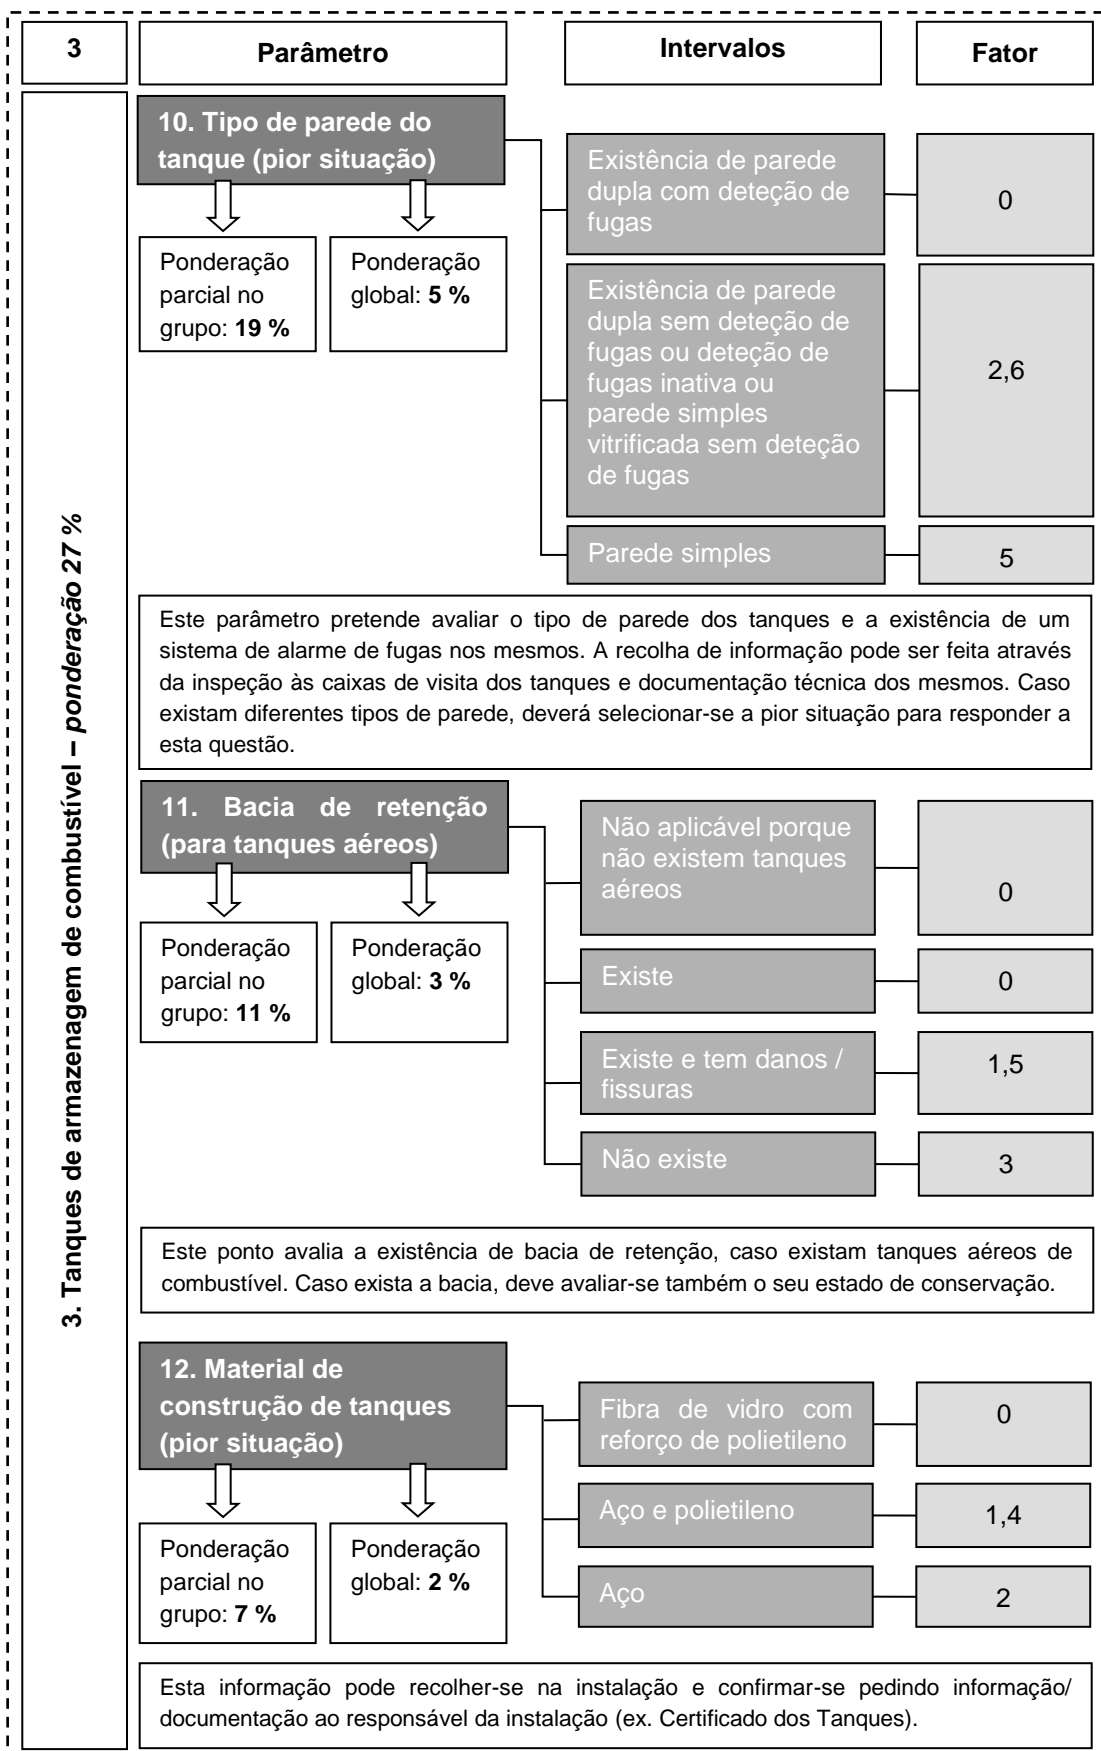 3
Parâmetro
Intervalos
Fator
3. Tanques de armazenagem de combustível – ponderação 27 %
10. Tipo de parede do
tanque (pior situação)
Ponderação
parcial no
grupo: 19 %
Ponderação
global: 5 %
Existência de parede
dupla com deteção de
fugas
0
Existência de parede
dupla sem deteção de
fugas ou deteção de
fugas inativa ou
parede simples
vitrificada sem deteção
de fugas
2,6
Parede simples
5
Este parâmetro pretende avaliar o tipo de parede dos tanques e a existência de um
sistema de alarme de fugas nos mesmos. A recolha de informação pode ser feita através
da inspeção às caixas de visita dos tanques e documentação técnica dos mesmos. Caso
existam diferentes tipos de parede, deverá selecionar-se a pior situação para responder a
esta questão.
11. Bacia de retenção
(para tanques aéreos)
Ponderação
parcial no
grupo: 11 %
Ponderação
global: 3 %
Não aplicável porque
não existem tanques
aéreos
0
Existe
0
Existe e tem danos /
fissuras
1,5
Não existe
3
Este ponto avalia a existência de bacia de retenção, caso existam tanques aéreos de
combustível. Caso exista a bacia, deve avaliar-se também o seu estado de conservação.
12. Material de
construção de tanques
(pior situação)
Ponderação
parcial no
grupo: 7 %
Ponderação
global: 2 %
Fibra de vidro com
reforço de polietileno
0
Aço e polietileno
1,4
Aço
2
Esta informação pode recolher-se na instalação e confirmar-se pedindo informação/
documentação ao responsável da instalação (ex. Certificado dos Tanques).